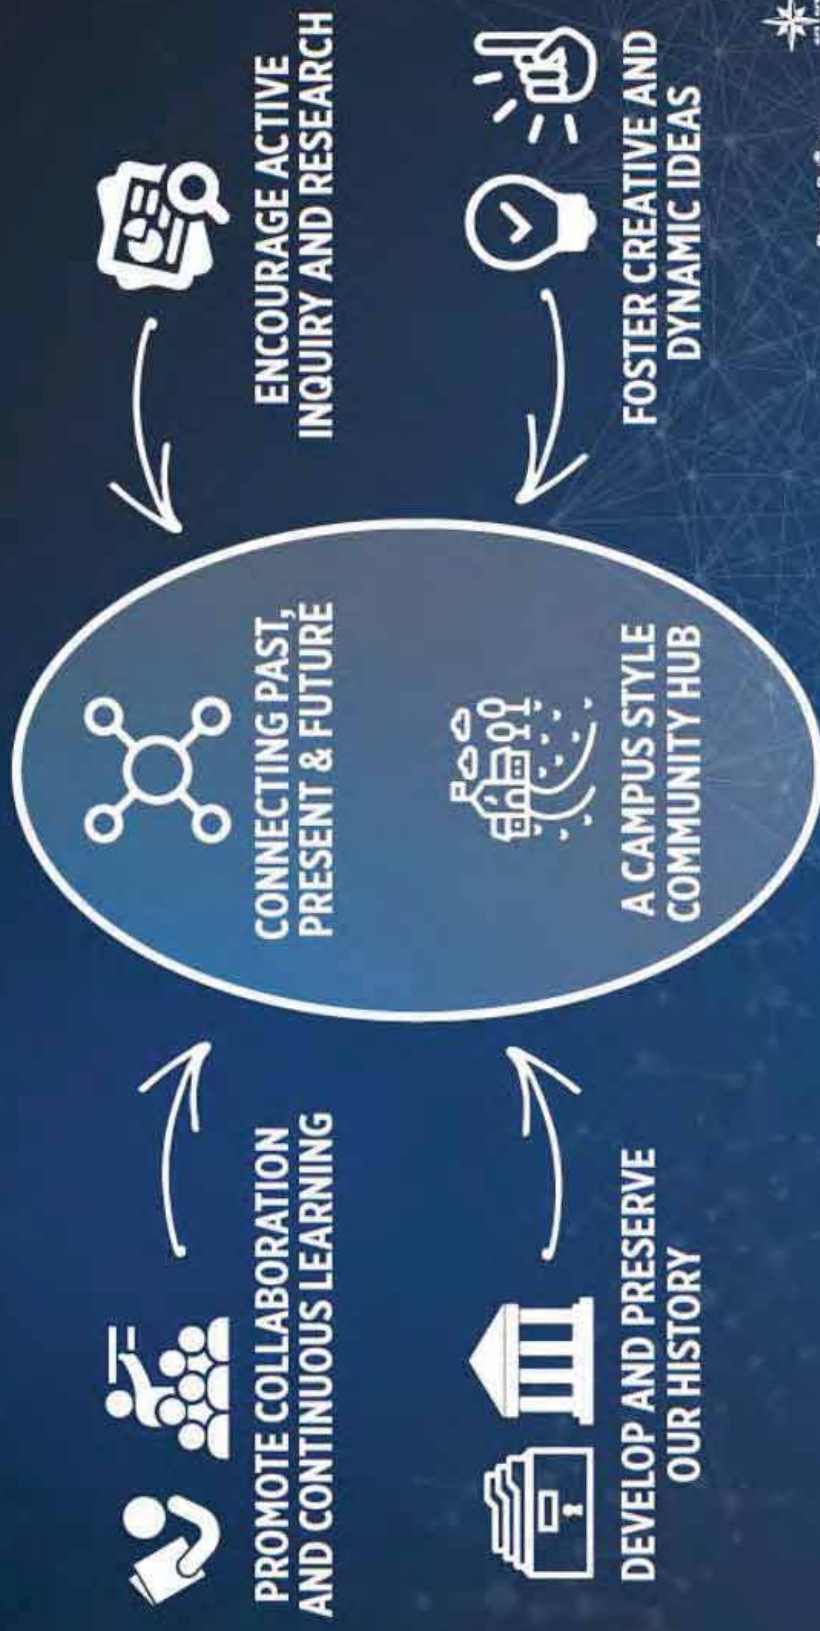 PROMOTE COLLABORATION
AND CONTINUOUS LEARNING
CONNECTING PAST,
PRESENT & FUTURE
ENCOURAGE ACTIVE
INQUIRY AND RESEARCH
DEVELOP AND PRESERVE
OUR HISTORY
A CAMPUS STYLE
COMMUNITY HUB
FOSTER CREATIVE AND
DYNAMIC IDEAS